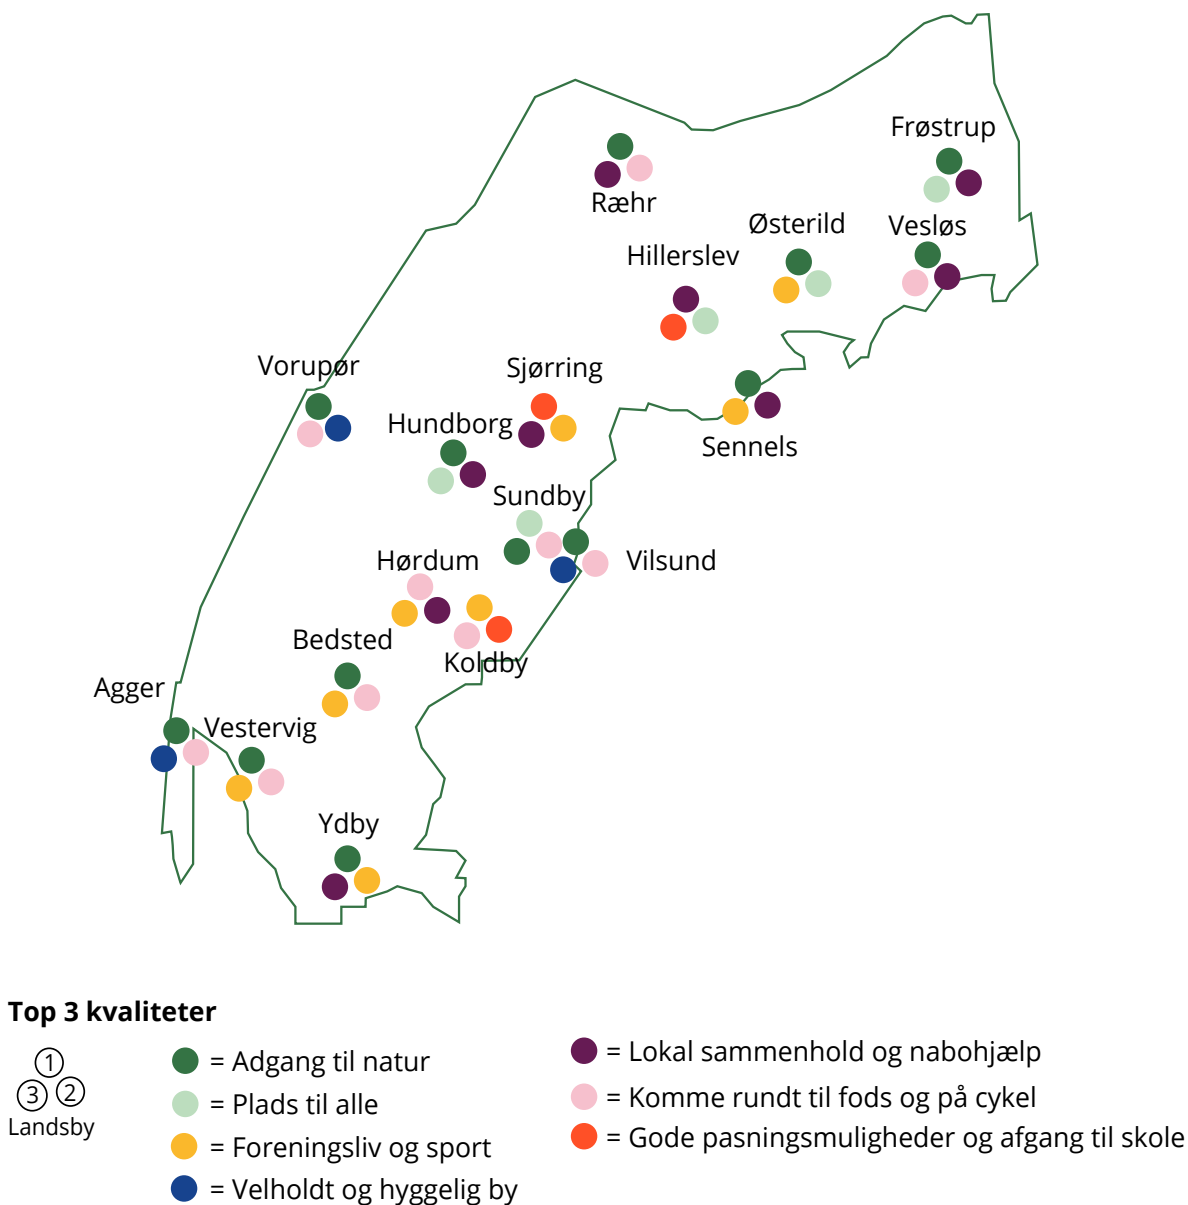 Frøstrup
Ræhr
Østerild
Vesløs
Hillerslev
Vorupør
Sjørring
Hundborg
Sennels
Sundby
Hørdum
Vilsund
Bedsted
Koldby
Agger
Vestervig
Ydby
Top 3 kvaliteter
1
3 2
Landsby
= Adgang til natur
= Plads til alle
= Foreningsliv og sport
= Velholdt og hyggelig by
= Lokal sammenhold og nabohjælp
= Komme rundt til fods og på cykel
= Gode pasningsmuligheder og afgang til skole